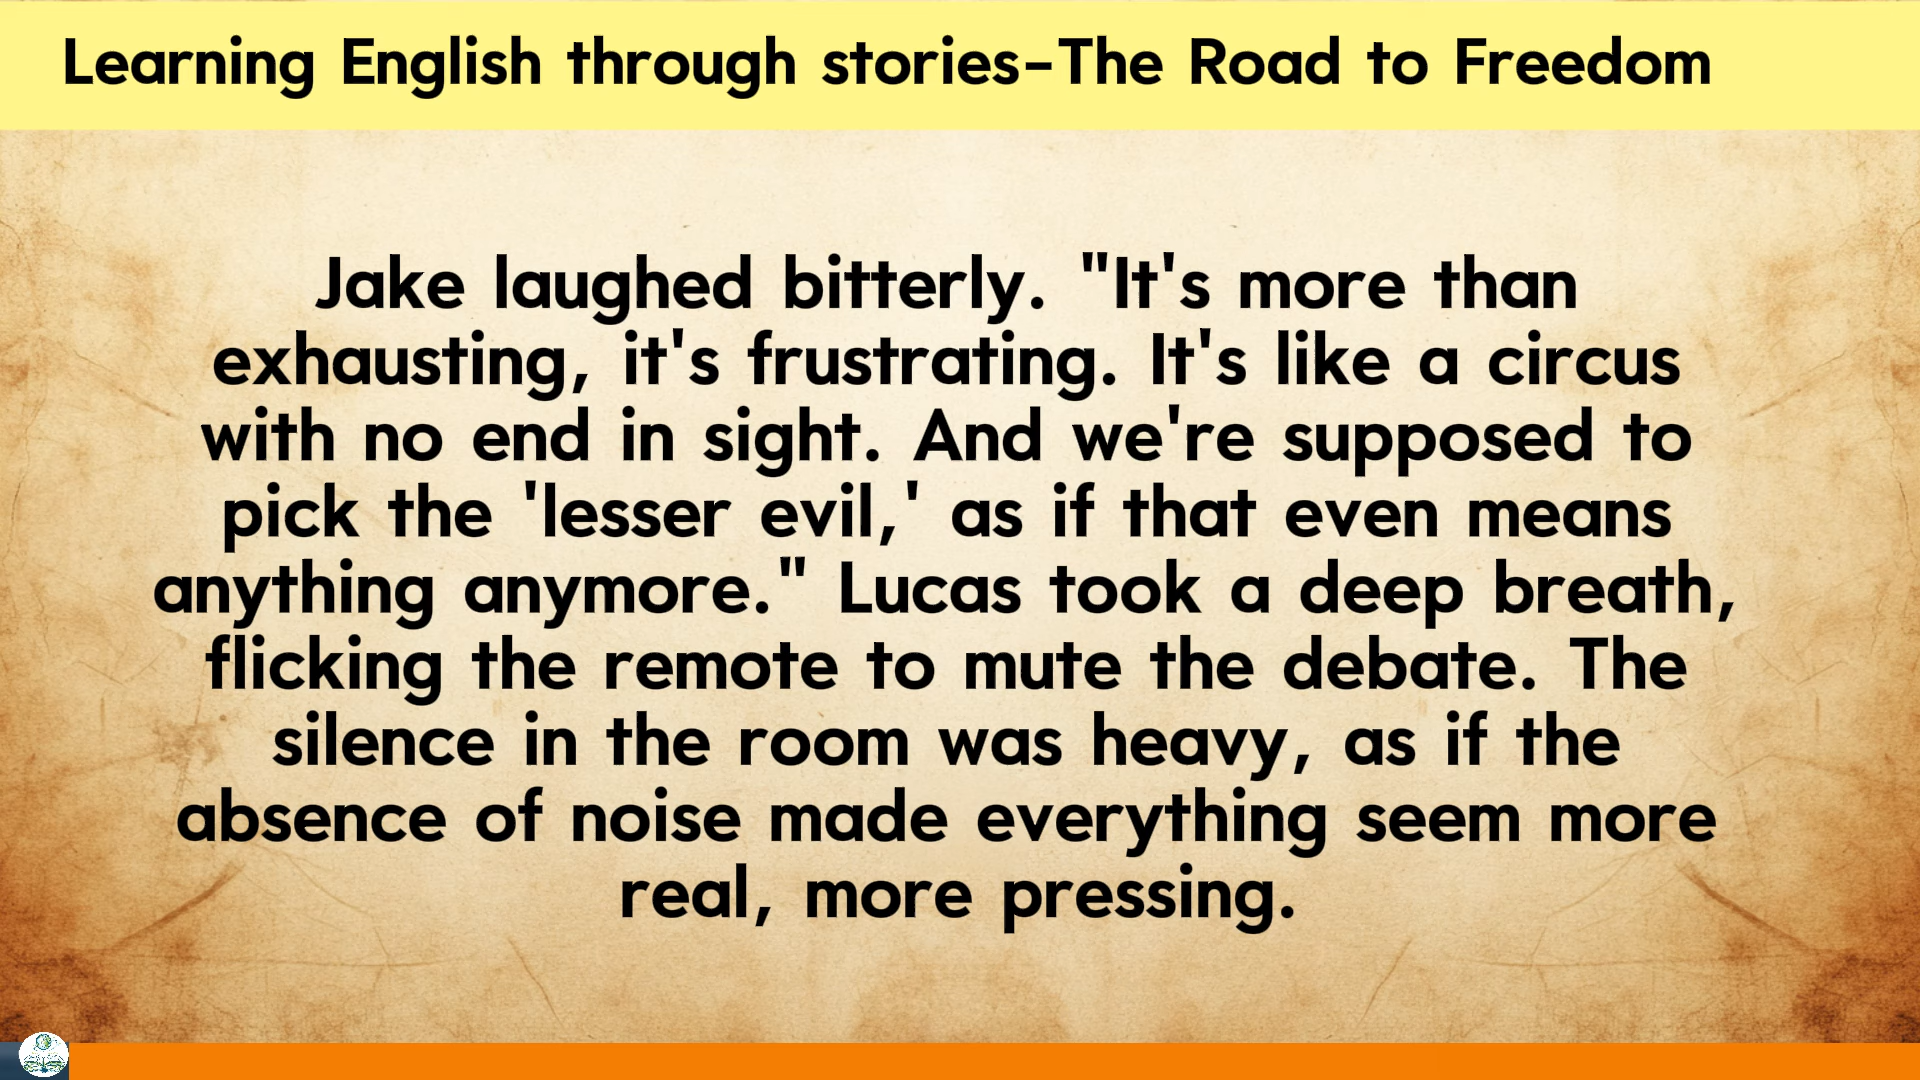 Learning English through stories-The Road to Freedom
Jake laughed bitterly. "It's more than
exhausting, it's frustrating. It's like a circus
with no end in sight. And we're supposed to
pick the 'lesser evil,' as if that even means
anything anymore." Lucas took a deep breath,
flicking the remote to mute the debate. The
silence in the room was heavy, as if the
absence of noise made everything seem more
real, more pressing.